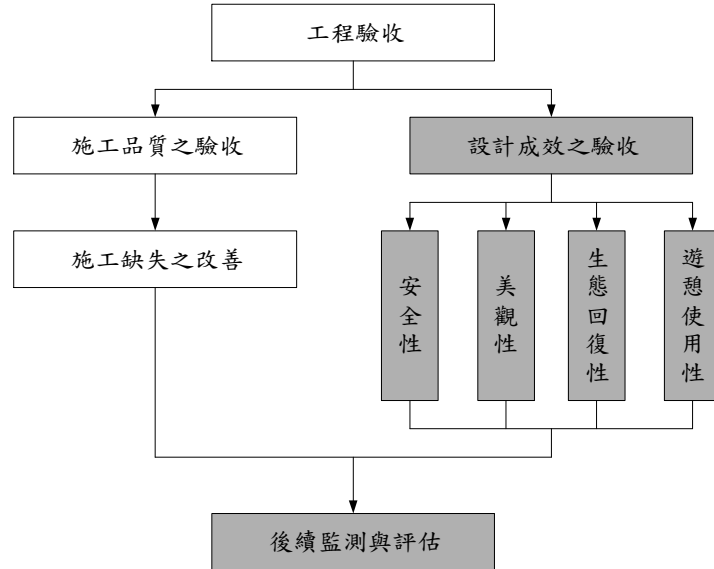 工程驗收
施工品質之驗收
設計成效之驗收
施工缺失之改善
安全性
美觀性
生態回復性
遊憩使用性
後續監測與評估